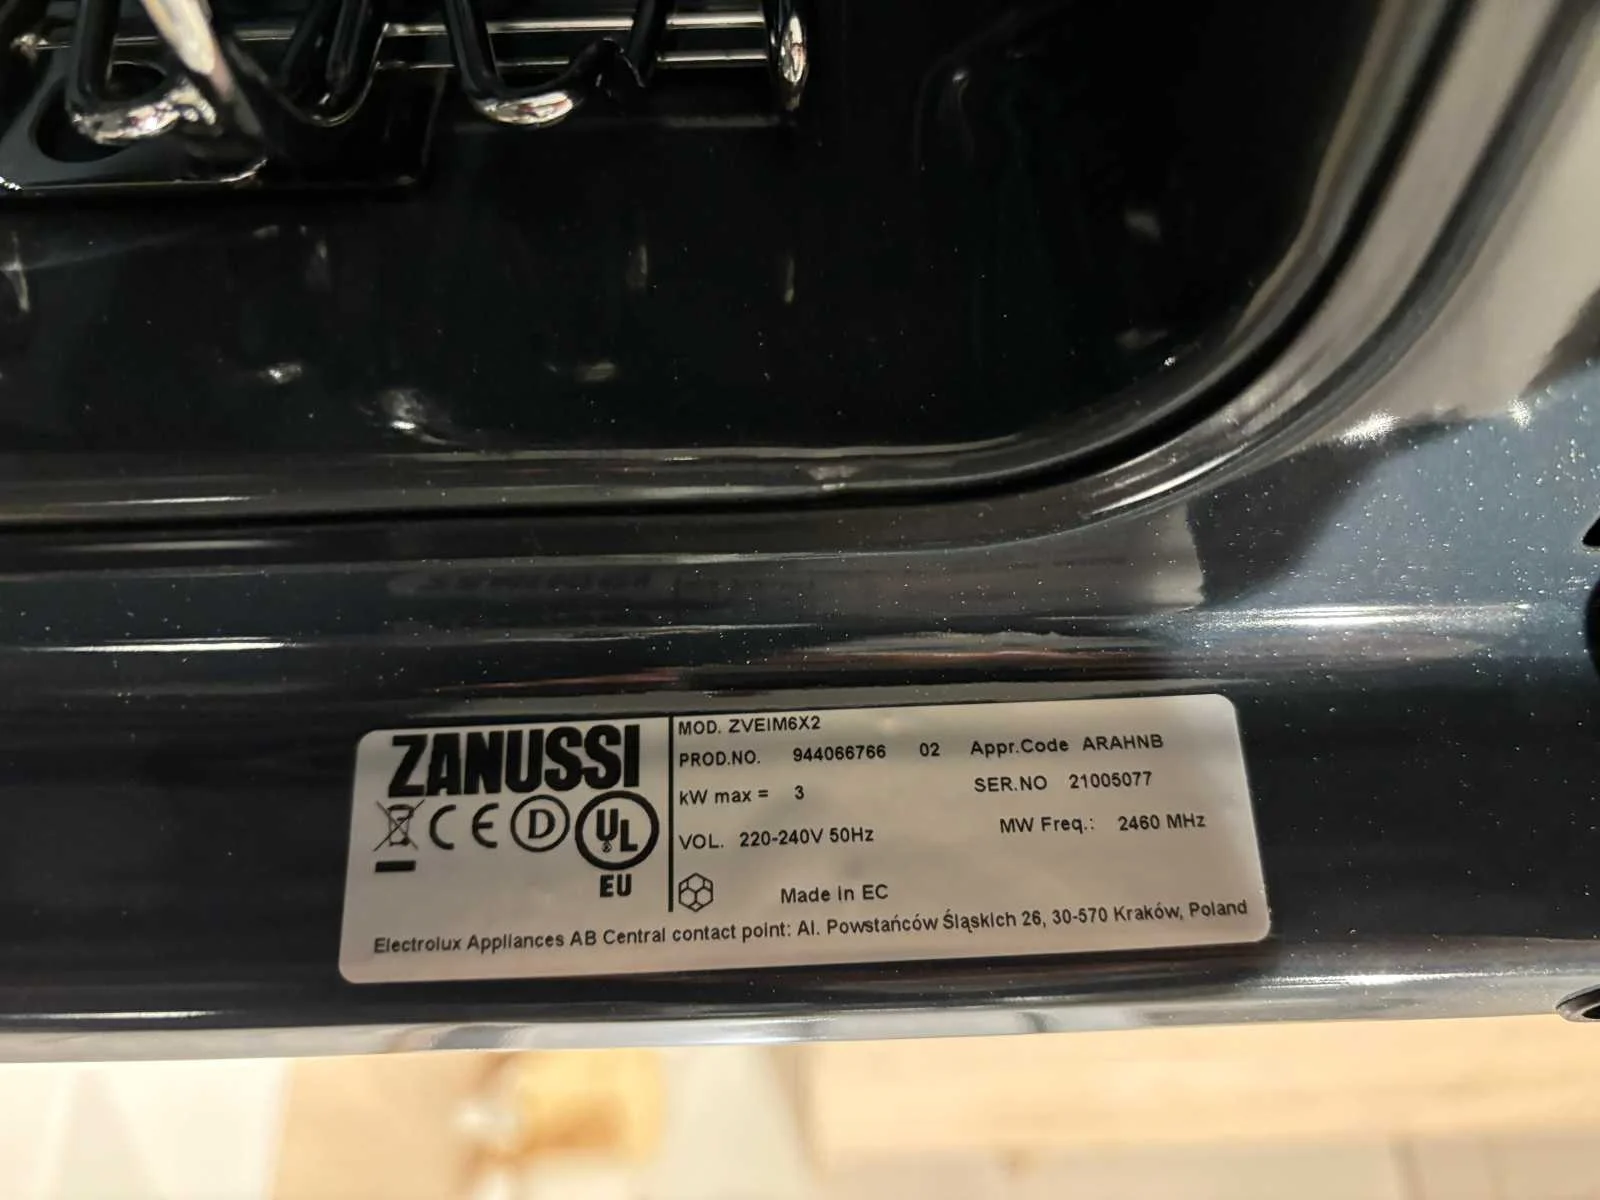 ZANUSSI
MOD. ZVEIM6X2
PROD.NO. 944066766 02 Appr.Code ARAHNB
kW max = 3 SER.NO 21005077
VOL. 220-240V 50Hz MW Freq.: 2460 MHz
CE D UL
EU
Made in EC
Electrolux Appliances AB Central contact point: Al. Powstańców Śląskich 26, 30-570 Kraków, Poland